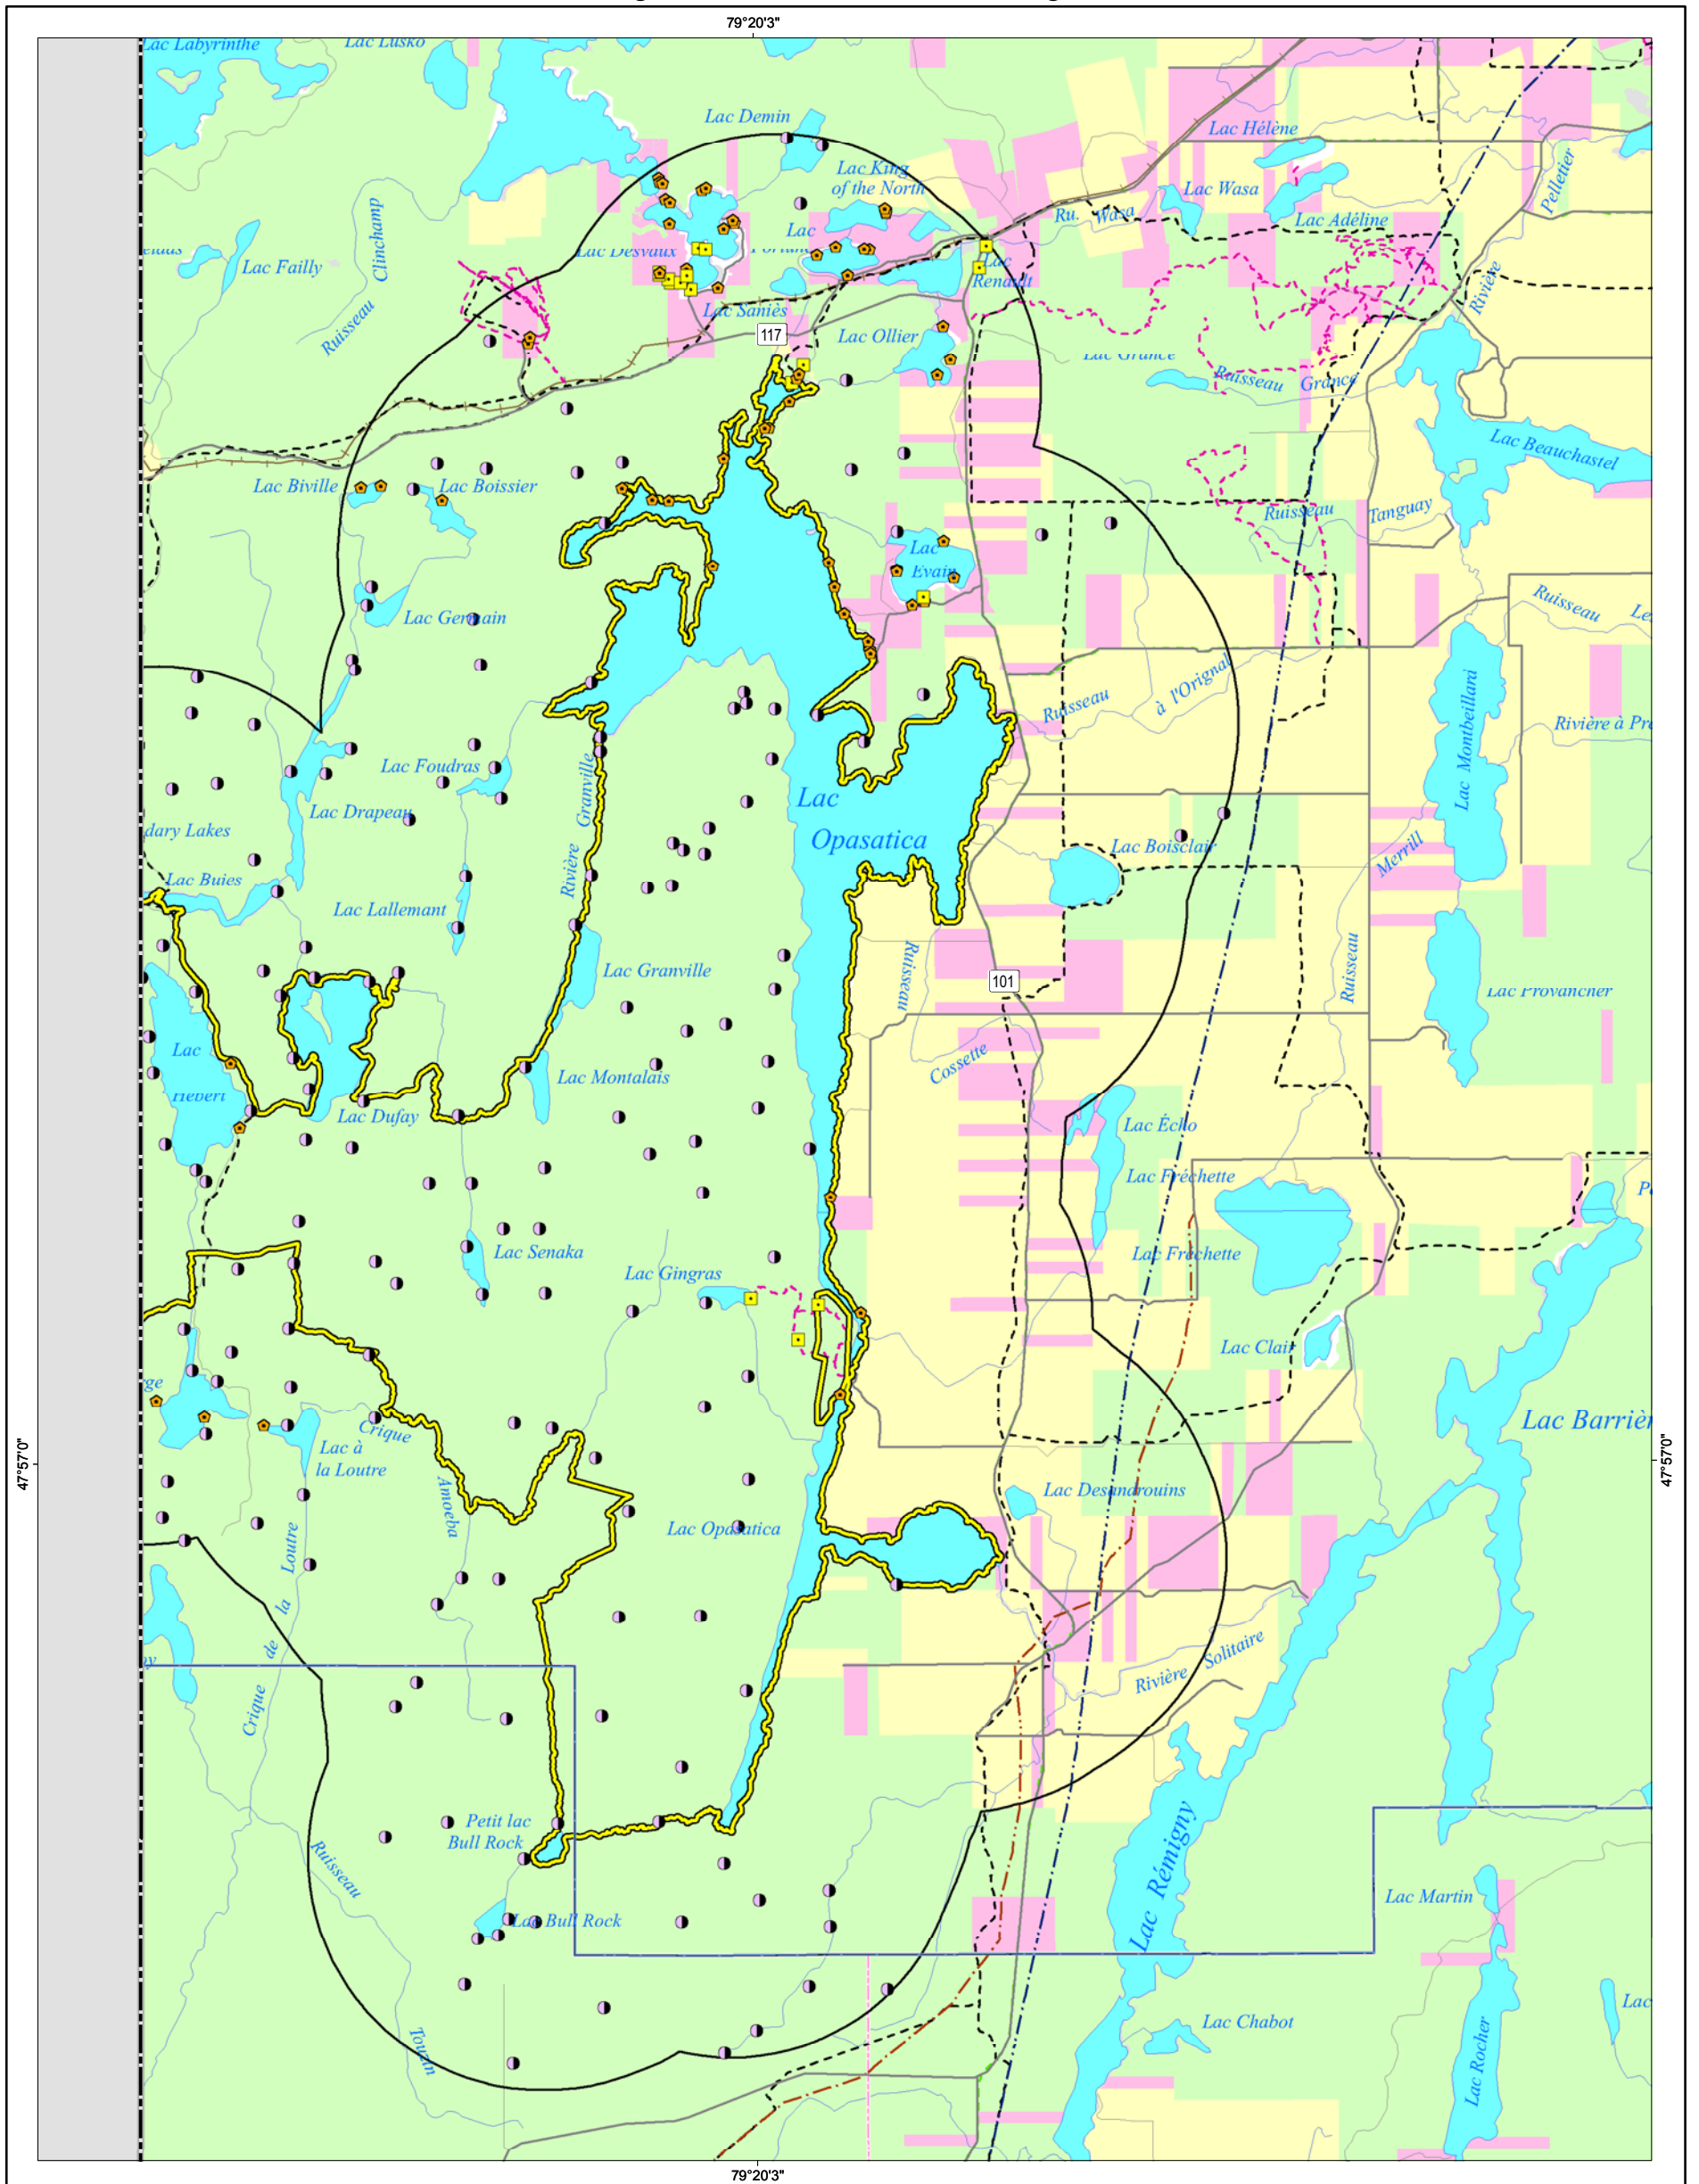 79°20'3"
Lac Labyrinthe
Lac Lusko
Lac Demin
Lac Hélène
Lac King
of the North
Pelletier
Lac Wasa
Ru. Wasa
Lac Adéline
Clinchamp
Lac
Lac Desvaux
Lac Failly
Lac
Renault
Rivière
Ruisseau
Lac Saniès
117
Lac Ollier
Ruisseau Grancé
Lac Beauchastel
Lac Biville
Lac Boissier
Ruisseau
Tanguay
Lac
Evain
Lac Germain
Ruisseau
Ruisseau
à l'Orignal
Lac Montbeillard
Granville
Lac Foudras
Lac
Lac Drapeau
Opasatica
dary Lakes
Lac Boisclair
Merrill
Rivière
Lac Buies
Lac Lallemant
Lac Granville
Ruisseau
101
Ruisseau
Lac
Cossette
Lac Montalais
Lac Dufay
Lac Écho
Lac Fréchette
Lac Senaka
Lac Fréchette
Lac Gingras
Lac Clair
ge
Crique
Lac à
la Loutre
47°57'0"
47°57'0"
Amoeba
Lac Desandrouins
Lac Opasatica
Loutre
la
de
Crique
Rivière Solitaire
Petit lac
Bull Rock
Ruisseau
Lac Rémigny
Lac Martin
Lac Bull Rock
Lac
Lac Chabot
Touzin
Lac Rocher
79°20'3"